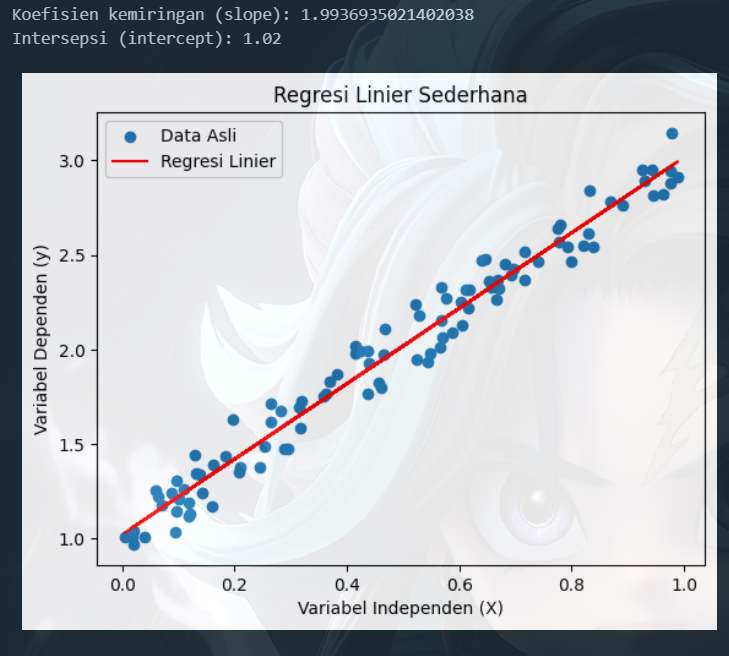 Koefisien kemiringan (slope): 1.9936935021402038
Intersepsi (intercept): 1.02
Regresi Linier Sederhana
Data Asli
Regresi Linier
3.0
2.5
2.0
1.5
1.0
Variabel Dependen (y)
0.0 0.2 0.4 0.6 0.8 1.0
Variabel Independen (X)